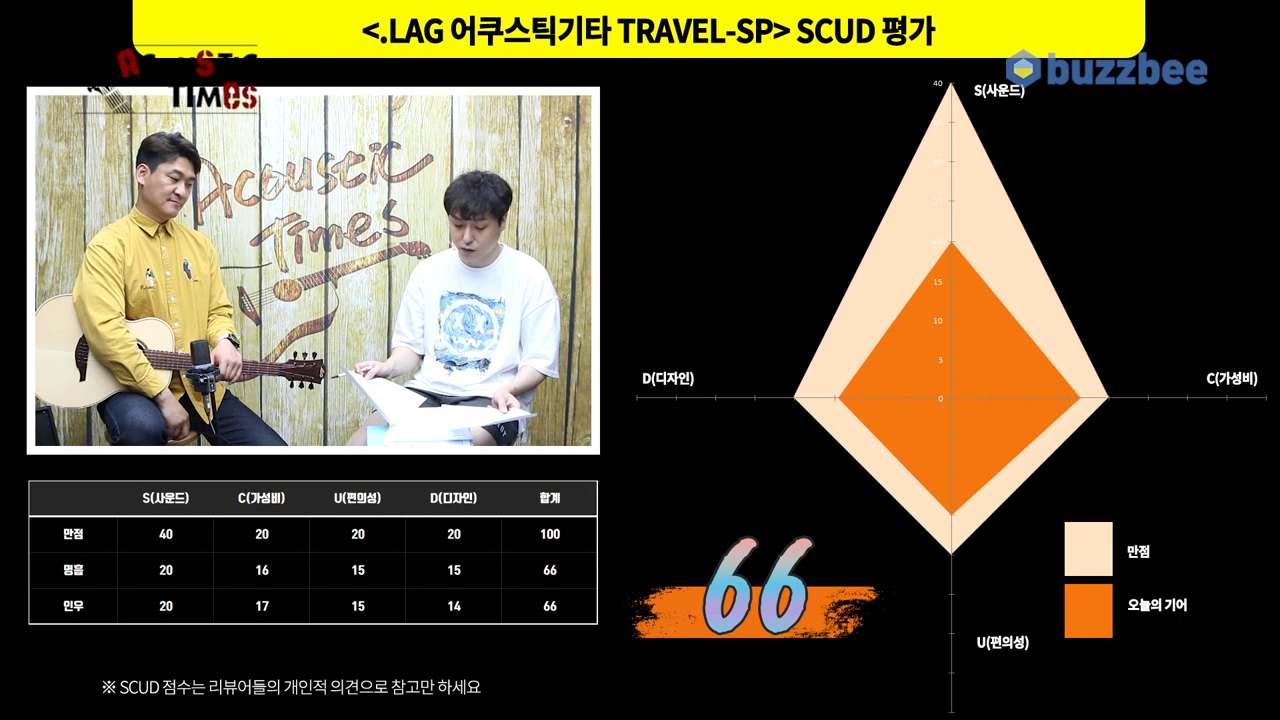 <.LAG 어쿠스틱기타 TRAVEL-SP> SCUD 평가
ACOUSTIC
TIMES
buzzbee
Acoustic
Times
S(사운드)
40
30
25
20
15
10
5
0
D(디자인)
C(가성비)
U(편의성)
만점
오늘의 기어
S(사운드) C(가성비) U(편의성) D(디자인) 합계
만점 40 20 20 20 100
명흠 20 16 15 15 66
민우 20 17 15 14 66
66
※ SCUD 점수는 리뷰어들의 개인적 의견으로 참고만 하세요